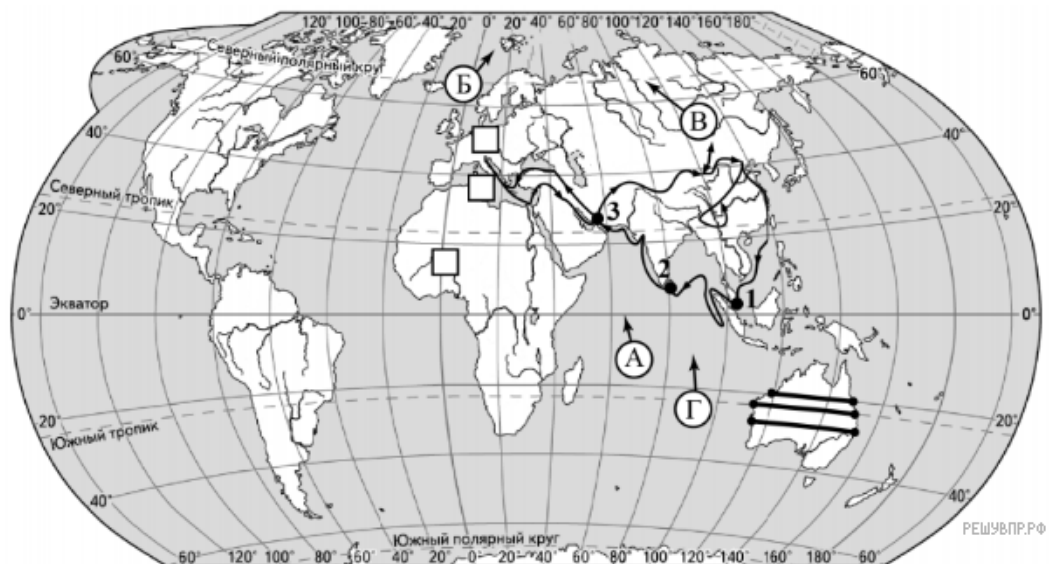 120° 100° 80° 60° 40° 20° 0° 20° 40° 60° 80° 100° 120° 140° 160° 180°
60° Северный полярный круг 60°
Б
В
40° 40°
Северный тропик
20° 20°
3
2
1
Экватор
0°
А
Г
20° 20°
Южный тропик
40° 40°
РЕШУВПР.РФ
Южный полярный круг
60° 120° 100° 80° 60° 40° 20° 0° 20° 40° 60° 80° 100° 120° 140° 160° 180° 60°